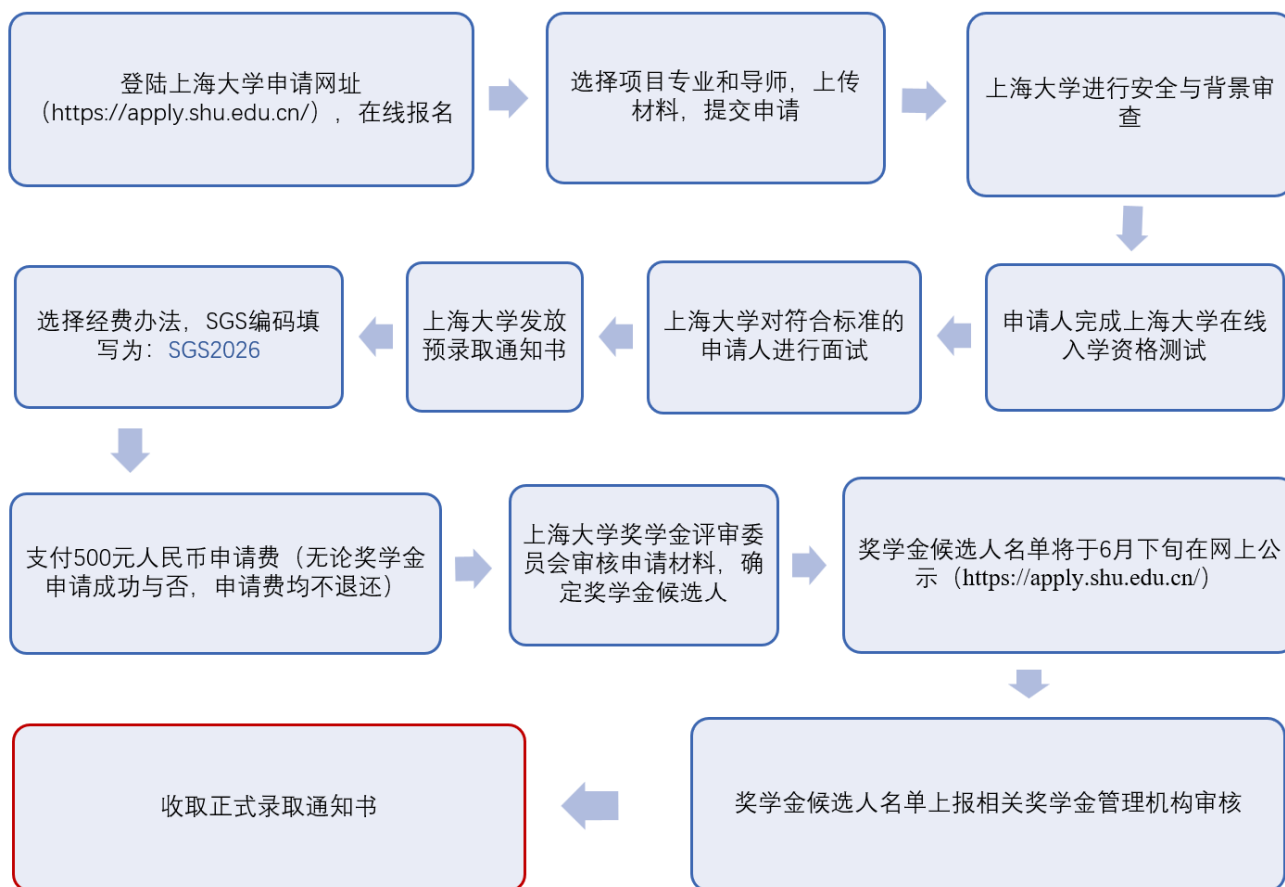 登陆上海大学申请网址
（https://apply.shu.edu.cn/），在线报名
选择项目专业和导师，上传
材料，提交申请
上海大学进行安全与背景审
查
申请人完成上海大学在线
入学资格测试
上海大学对符合标准的
申请人进行面试
上海大学发放
预录取通知书
选择经费办法，SGS编码填
写为：SGS2026
支付500元人民币申请费（无论奖学金
申请成功与否，申请费均不退还）
上海大学奖学金评审委
员会审核申请材料，确
定奖学金候选人
奖学金候选人名单将于6月下旬在网上公
示（https://apply.shu.edu.cn/）
奖学金候选人名单上报相关奖学金管理机构审核
收取正式录取通知书